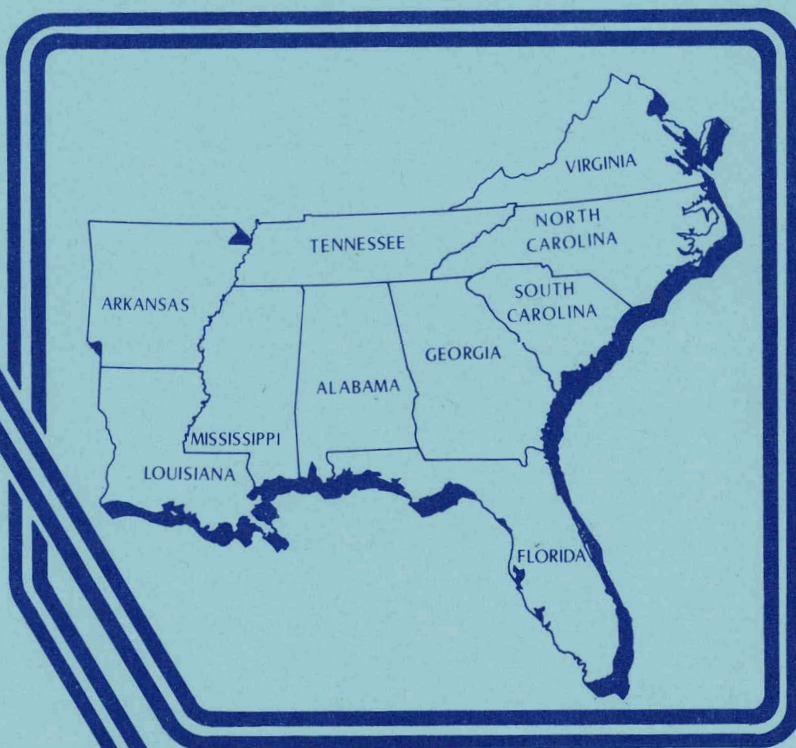 VIRGINIA
NORTH
CAROLINA
TENNESSEE
SOUTH
CAROLINA
ARKANSAS
GEORGIA
ALABAMA
MISSISSIPPI
LOUISIANA
FLORIDA